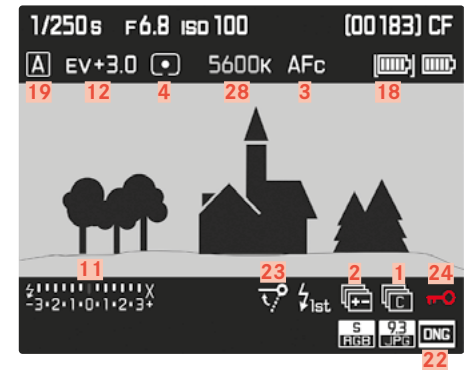 1/250s F6.8 ISO 100 (00183) CF
A EV+3.0 5600K AFc
19 12 4 28 3 18
11 23 2 1 24
1st +- C
-3•2•1•0•1•2•3+
S RGB 9,3 JPG DNG
22